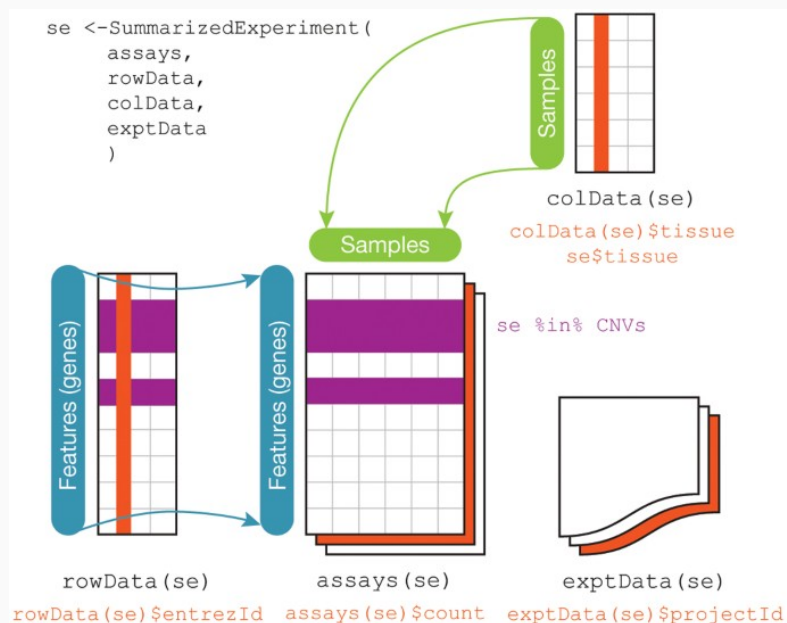 se <-SummarizedExperiment(
assays,
rowData,
colData,
exptData
)
Samples
colData(se)
colData(se)$tissue
se$tissue
Samples
Features (genes)
Features (genes)
se %in% CNVs
rowData(se)
assays(se)
exptData(se)
rowData(se)$entrezId
assays(se)$count
exptData(se)$projectId